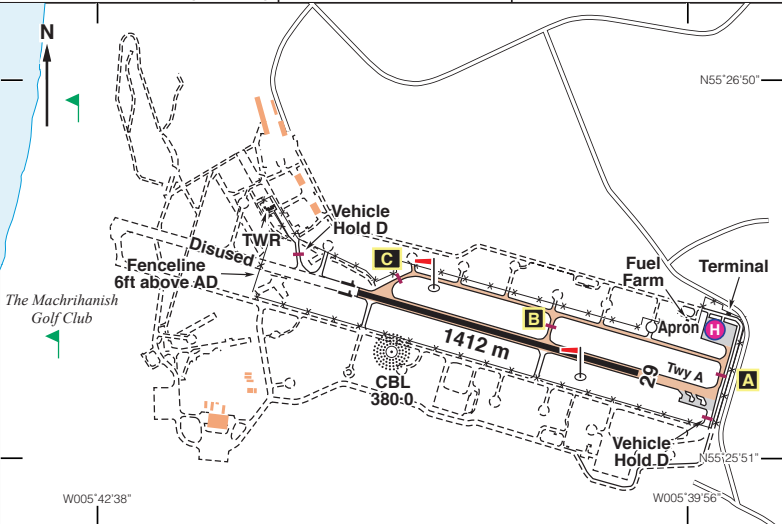 N
N55°26'50"
Vehicle
Hold D
TWR
Disused
Fenceline
6ft above AD
C
Fuel
Farm
Terminal
The Machrihanish
Golf Club
11
B
Apron
H
1412 m
29
Twy A
A
CBL
380:0
Vehicle
Hold D
N55°25'51"
W005°42'38"
W005°39'56"